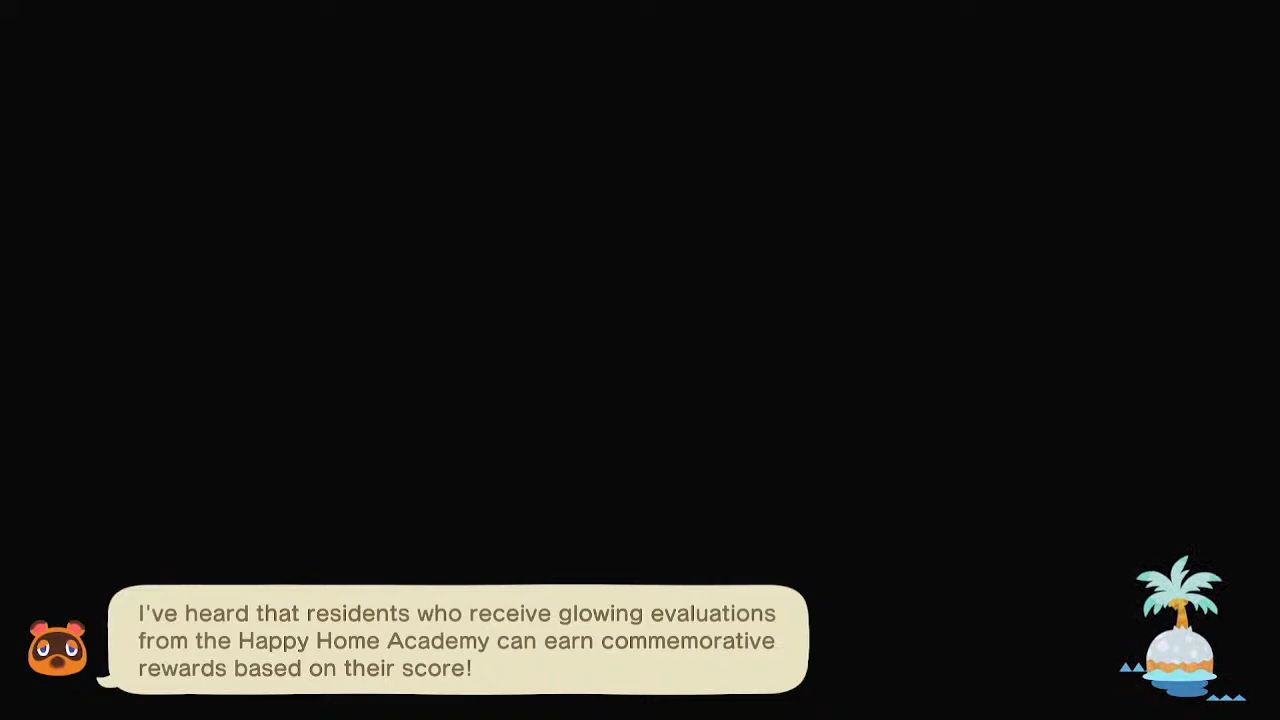 I've heard that residents who receive glowing evaluations
from the Happy Home Academy can earn commemorative
rewards based on their score!